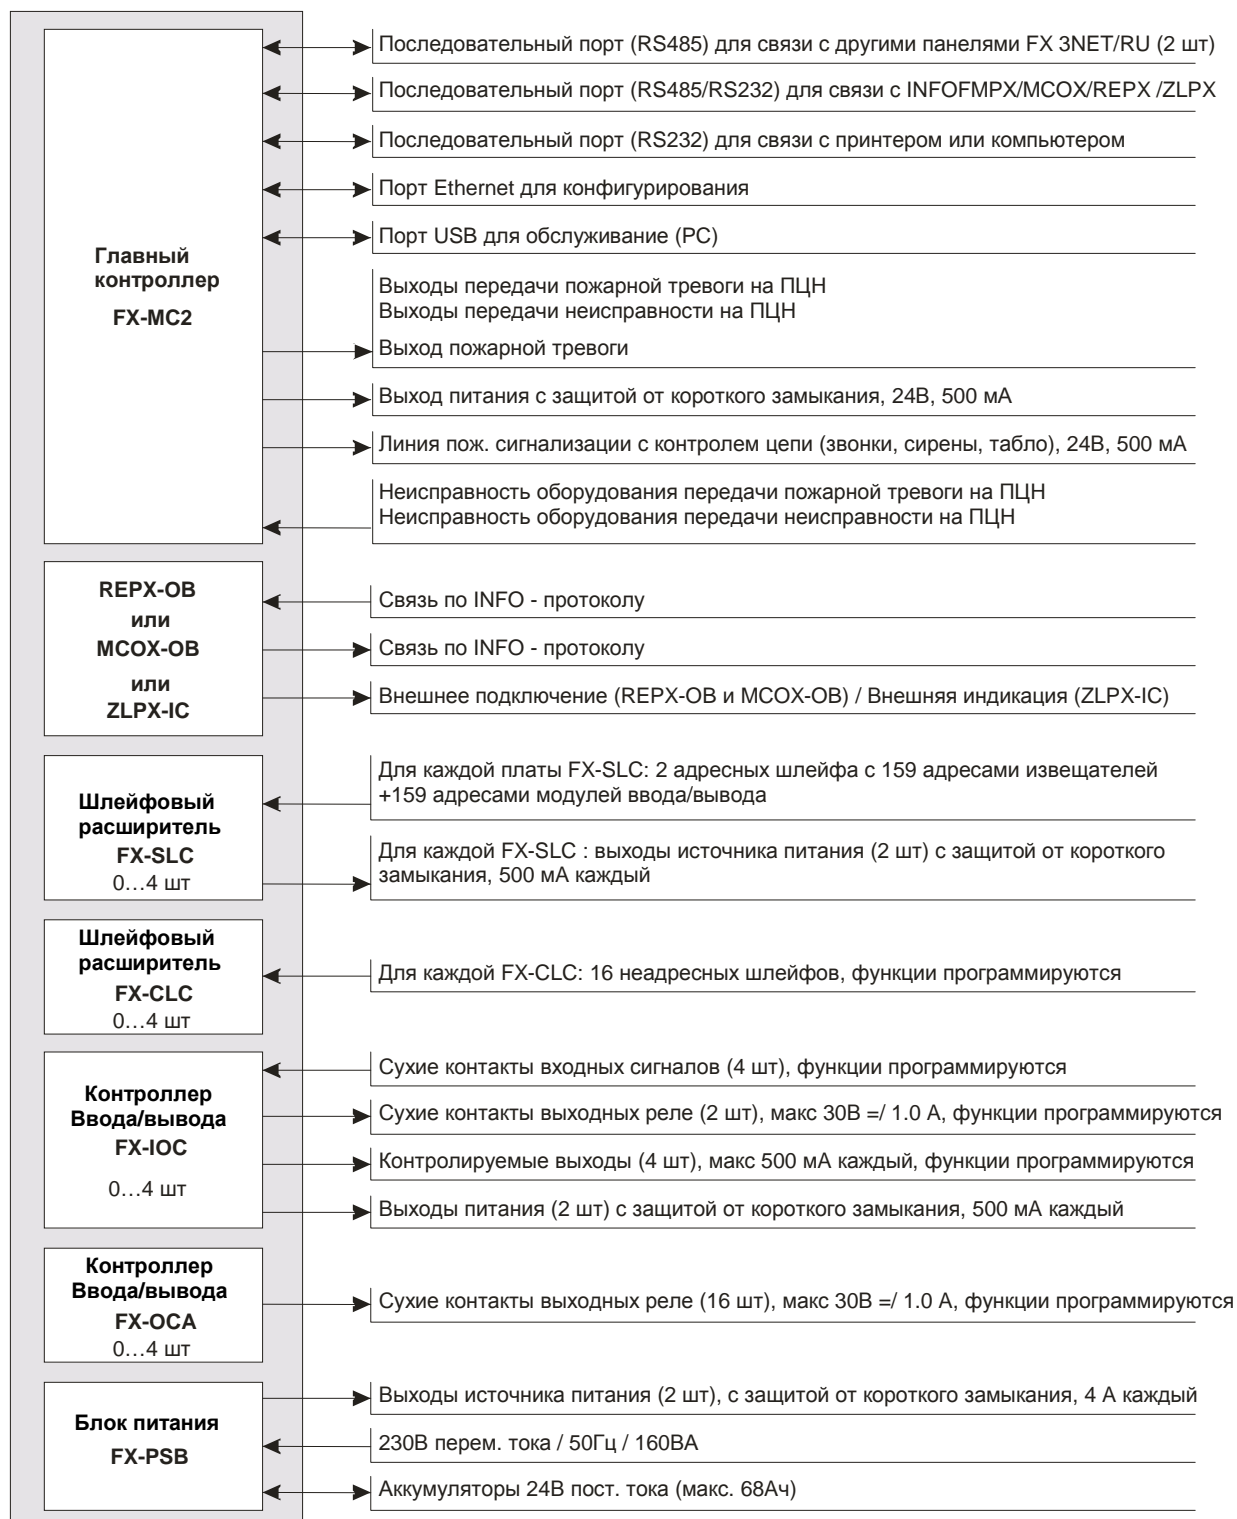 Главный
контроллер
FX-MC2
Последовательный порт (RS485) для связи с другими панелями FX 3NET/RU (2 шт)
Последовательный порт (RS485/RS232) для связи с INFOFMPX/MCOX/REPX /ZLPX
Последовательный порт (RS232) для связи с принтером или компьютером
Порт Ethernet для конфигурирования
Порт USB для обслуживание (PC)
Выходы передачи пожарной тревоги на ПЦН
Выходы передачи неисправности на ПЦН
Выход пожарной тревоги
Выход питания с защитой от короткого замыкания, 24В, 500 мА
Линия пож. сигнализации с контролем цепи (звонки, сирены, табло), 24В, 500 мА
Неисправность оборудования передачи пожарной тревоги на ПЦН
Неисправность оборудования передачи неисправности на ПЦН
REPX-OB
или
MCOX-OB
или
ZLPX-IC
Связь по INFO - протоколу
Связь по INFO - протоколу
Внешнее подключение (REPX-OB и MCOX-OB) / Внешняя индикация (ZLPX-IC)
Шлейфовый
расширитель
FX-SLC
0…4 шт
Для каждой платы FX-SLC: 2 адресных шлейфа с 159 адресами извещателей
+159 адресами модулей ввода/вывода
Для каждой FX-SLC : выходы источника питания (2 шт) с защитой от короткого
замыкания, 500 мА каждый
Шлейфовый
расширитель
FX-CLC
0…4 шт
Для каждой FX-CLC: 16 неадресных шлейфов, функции программируются
Контроллер
Ввода/вывода
FX-IOC
0…4 шт
Сухие контакты входных сигналов (4 шт), функции программируются
Сухие контакты выходных реле (2 шт), макс 30В =/ 1.0 А, функции программируются
Контролируемые выходы (4 шт), макс 500 мА каждый, функции программируются
Выходы питания (2 шт) с защитой от короткого замыкания, 500 мА каждый
Контроллер
Ввода/вывода
FX-OCA
0…4 шт
Сухие контакты выходных реле (16 шт), макс 30В =/ 1.0 А, функции программируются
Блок питания
FX-PSB
Выходы источника питания (2 шт), с защитой от короткого замыкания, 4 А каждый
230В перем. тока / 50Гц / 160ВА
Аккумуляторы 24В пост. тока (макс. 68Ач)